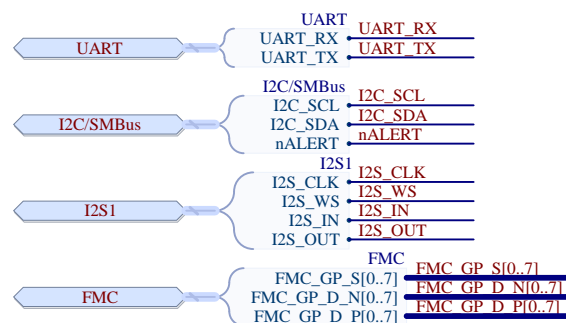 UART
UART
UART_RX UART_RX
UART_TX UART_TX
I2C/SMBus
I2C/SMBus
I2C_SCL I2C_SCL
I2C_SDA I2C_SDA
nALERT nALERT
I2S1
I2S1
I2S_CLK I2S_CLK
I2S_WS I2S_WS
I2S_IN I2S_IN
I2S_OUT I2S_OUT
FMC
FMC
FMC_GP_S[0..7] FMC_GP_S[0..7]
FMC_GP_D_N[0..7] FMC_GP_D_N[0..7]
FMC_GP_D_P[0..7] FMC_GP_D_P[0..7]